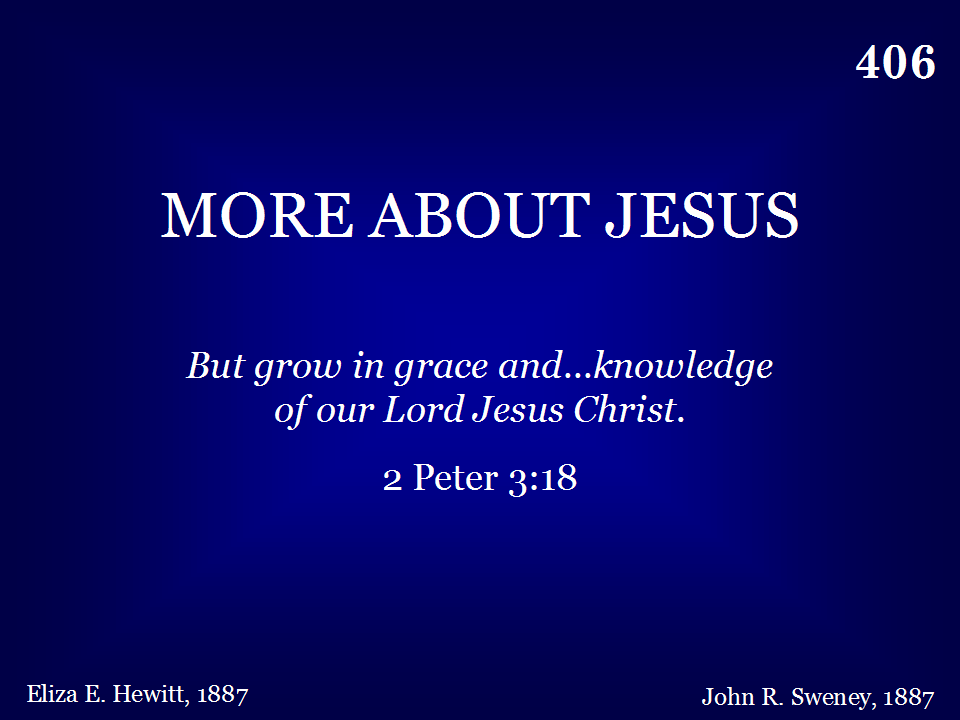 406
MORE ABOUT JESUS
But grow in grace and...knowledge
of our Lord Jesus Christ.
2 Peter 3:18
Eliza E. Hewitt, 1887
John R. Sweney, 1887